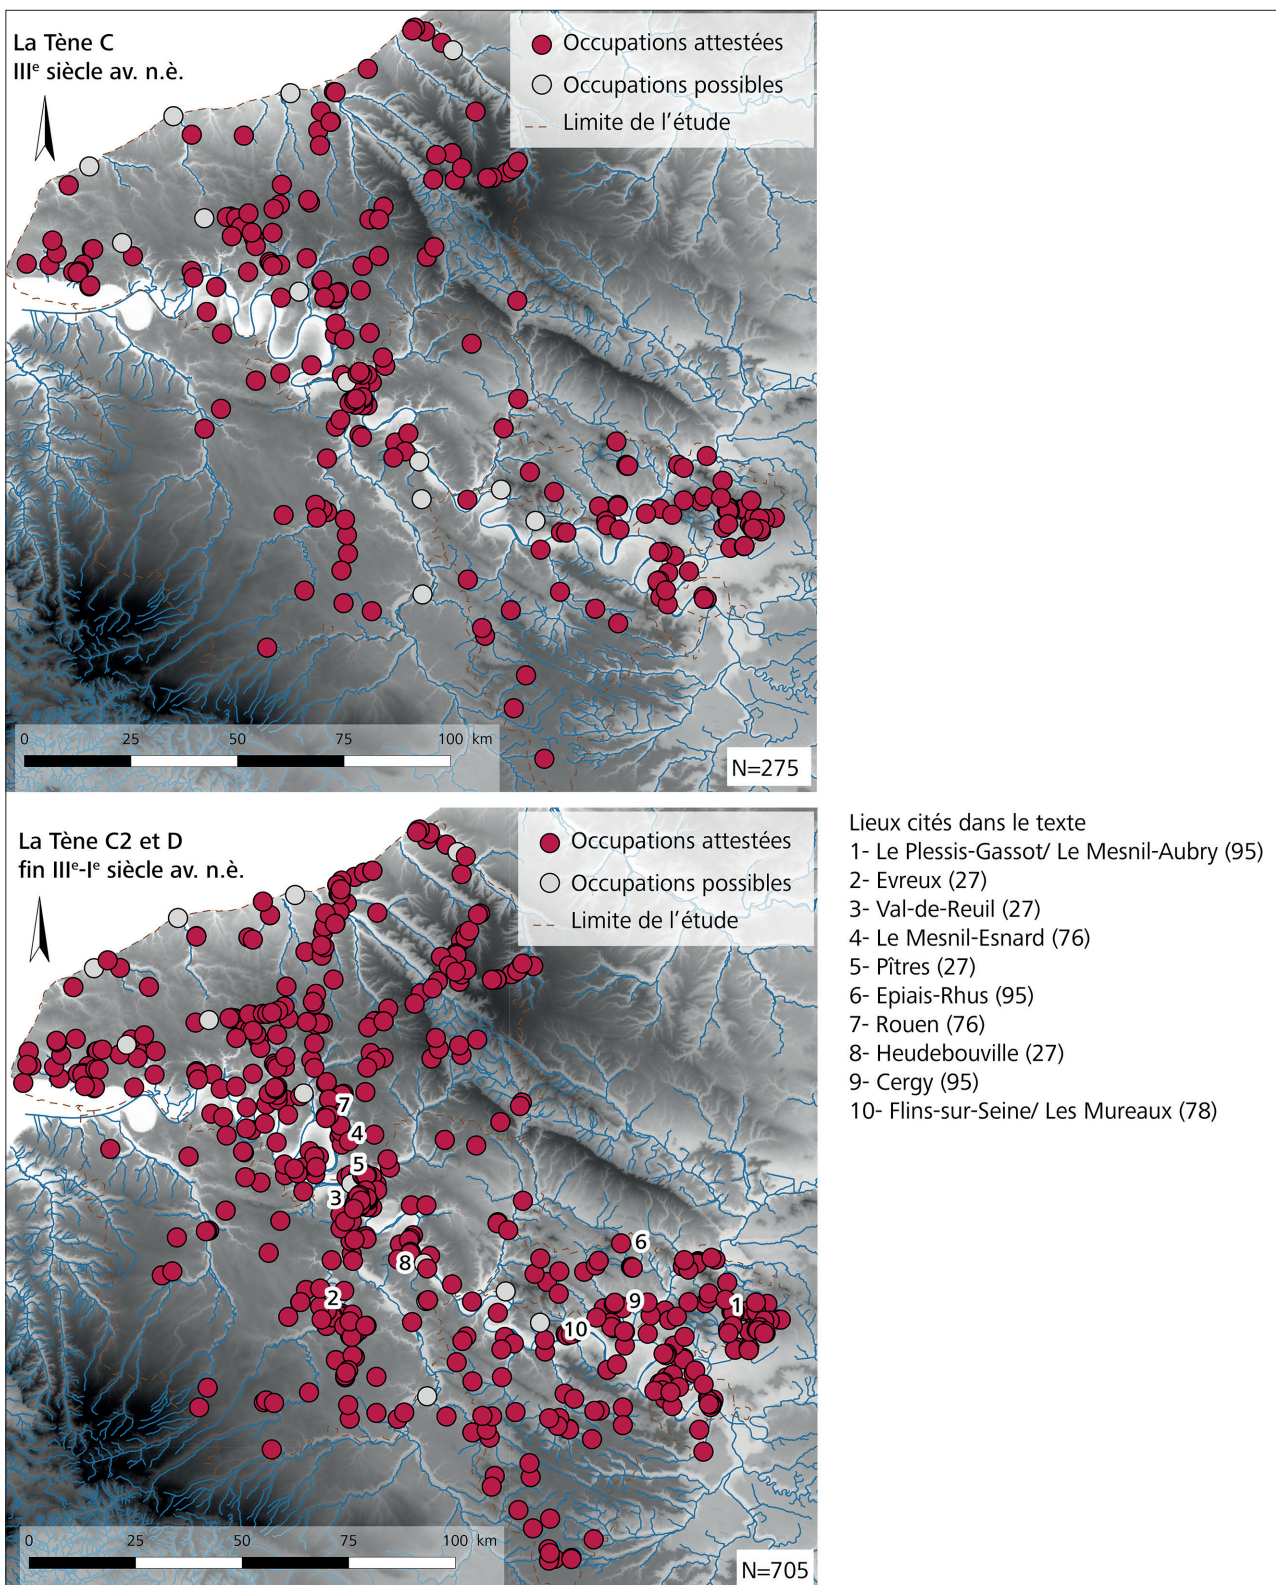 La Tène C
IIIe siècle av. n.è.
Occupations attestées
Occupations possibles
Limite de l’étude
0 25 50 75 100 km
N=275
La Tène C2 et D
fin IIIe-Ie siècle av. n.è.
Occupations attestées
Occupations possibles
Limite de l’étude
7
4
5
3
8
6
2
9
1
10
0 25 50 75 100 km
N=705
Lieux cités dans le texte
1- Le Plessis-Gassot/ Le Mesnil-Aubry (95)
2- Evreux (27)
3- Val-de-Reuil (27)
4- Le Mesnil-Esnard (76)
5- Pîtres (27)
6- Epiais-Rhus (95)
7- Rouen (76)
8- Heudebouville (27)
9- Cergy (95)
10- Flins-sur-Seine/ Les Mureaux (78)